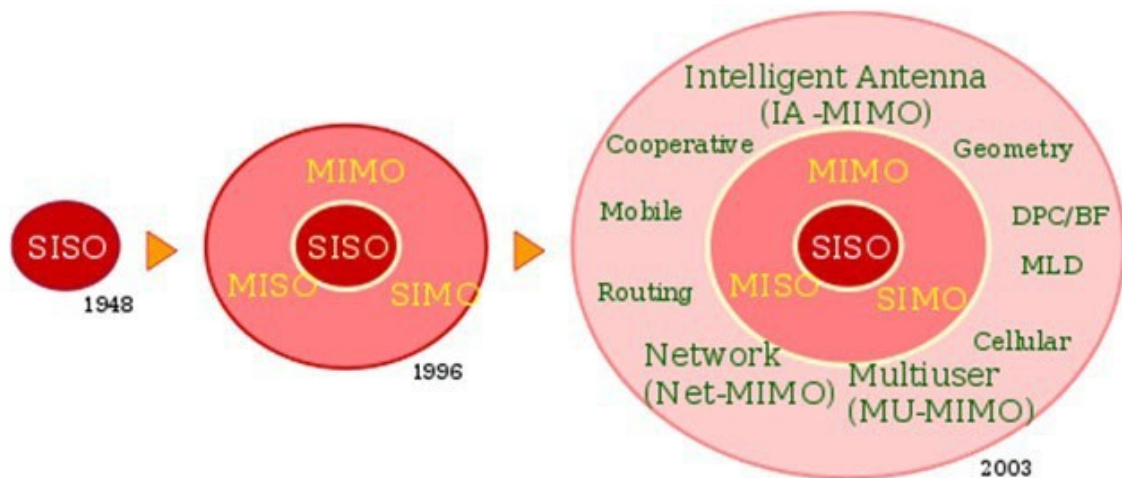 SISO
1948
MIMO
SISO
MISO
SIMO
1996
Intelligent Antenna
(IA -MIMO)
Cooperative
Geometry
MIMO
Mobile
DPC/BF
SISO
MLD
Routing
MISO
SIMO
Cellular
Network
(Net-MIMO)
Multiuser
(MU-MIMO)
2003